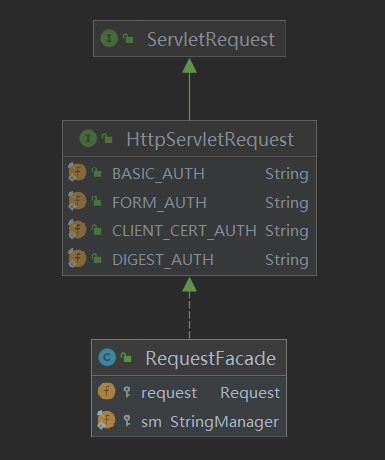 I ServletRequest
I HttpServletRequest
f BASIC_AUTH String
f FORM_AUTH String
f CLIENT_CERT_AUTH String
f DIGEST_AUTH String
C RequestFacade
f request Request
f sm StringManager